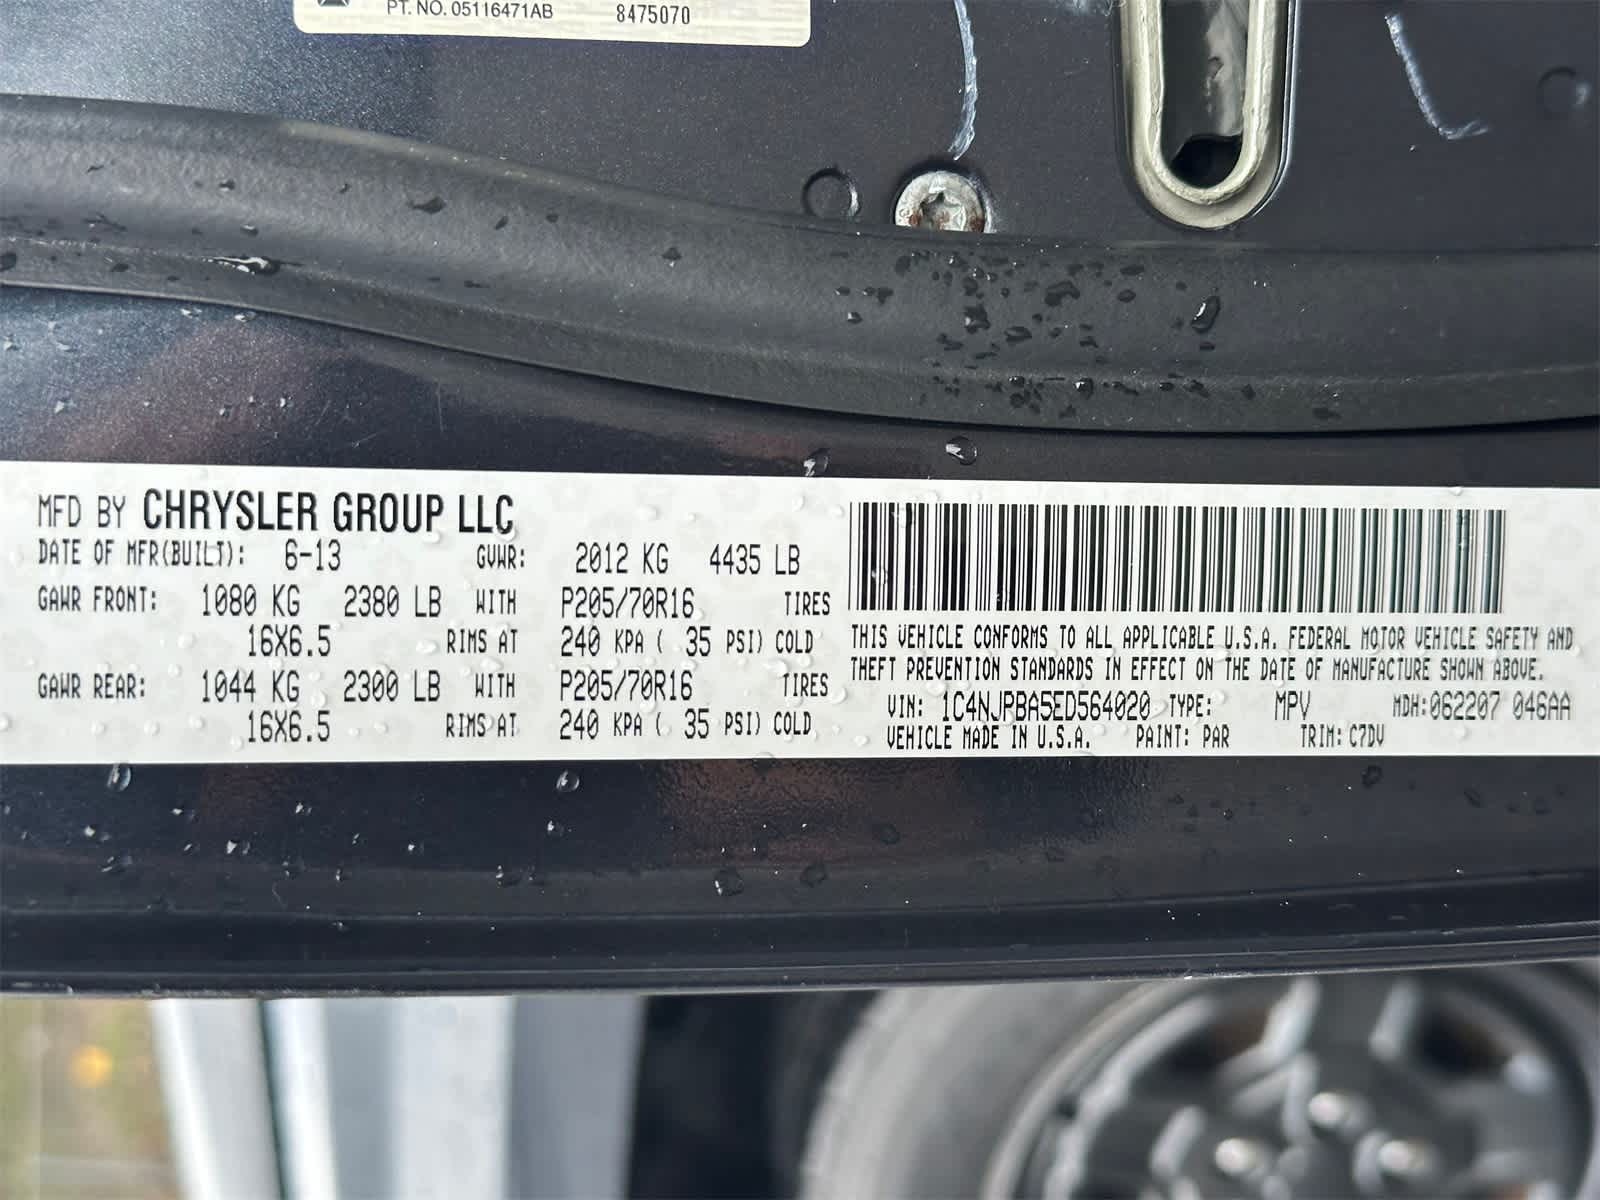 PT. NO. 05116471AB 8475070
MFD BY CHRYSLER GROUP LLC
DATE OF MFR(BUILT): 6-13 GVWR: 2012 KG 4435 LB
GAWR FRONT: 1080 KG 2380 LB WITH P205/70R16 TIRES
16X6.5 RIMS AT 240 KPA ( 35 PSI) COLD
GAWR REAR: 1044 KG 2300 LB WITH P205/70R16 TIRES
16X6.5 RIMS AT 240 KPA ( 35 PSI) COLD
THIS VEHICLE CONFORMS TO ALL APPLICABLE U.S.A. FEDERAL MOTOR VEHICLE SAFETY AND
THEFT PREVENTION STANDARDS IN EFFECT ON THE DATE OF MANUFACTURE SHOWN ABOVE.
VIN: 1C4NJPBA5ED564020 TYPE: MPV MDH:062207 046AA
VEHICLE MADE IN U.S.A. PAINT: PAR TRIM: C7DV